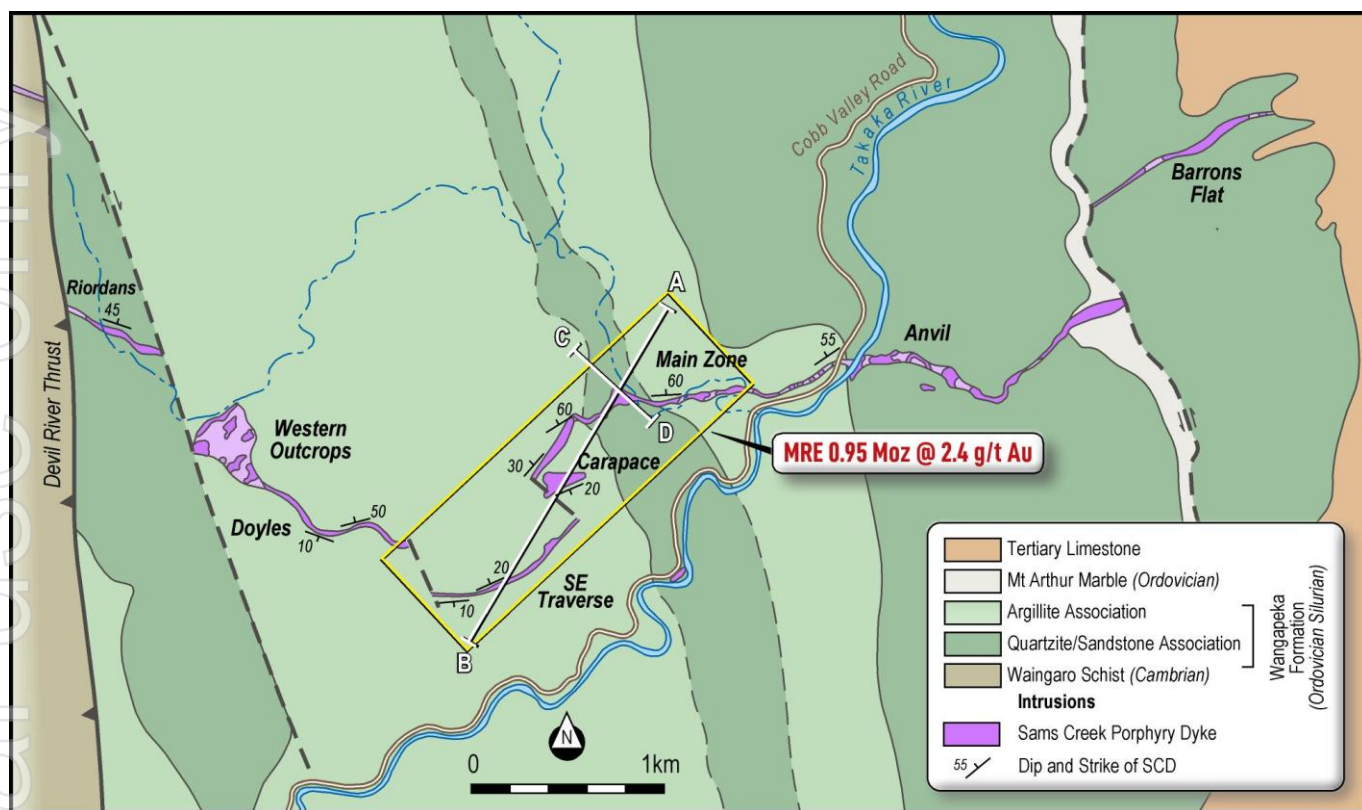 Cobb Valley Road
Takaka River
Barrons
Flat
Riordans
45
A
C
Main Zone
55
Anvil
60
Devil River Thrust
Western
Outcrops
60
D
MRE 0.95 Moz @ 2.4 g/t Au
30
Carapace
20
Doyles
50
10
20
SE
Traverse
10
B
N
0
1km
Tertiary Limestone
Mt Arthur Marble (Ordovician)
Argillite Association
Quartzite/Sandstone Association
Waingaro Schist (Cambrian)
Wangapeka
Formation
(Ordovician Silurian)
Intrusions
Sams Creek Porphyry Dyke
55 Dip and Strike of SCD